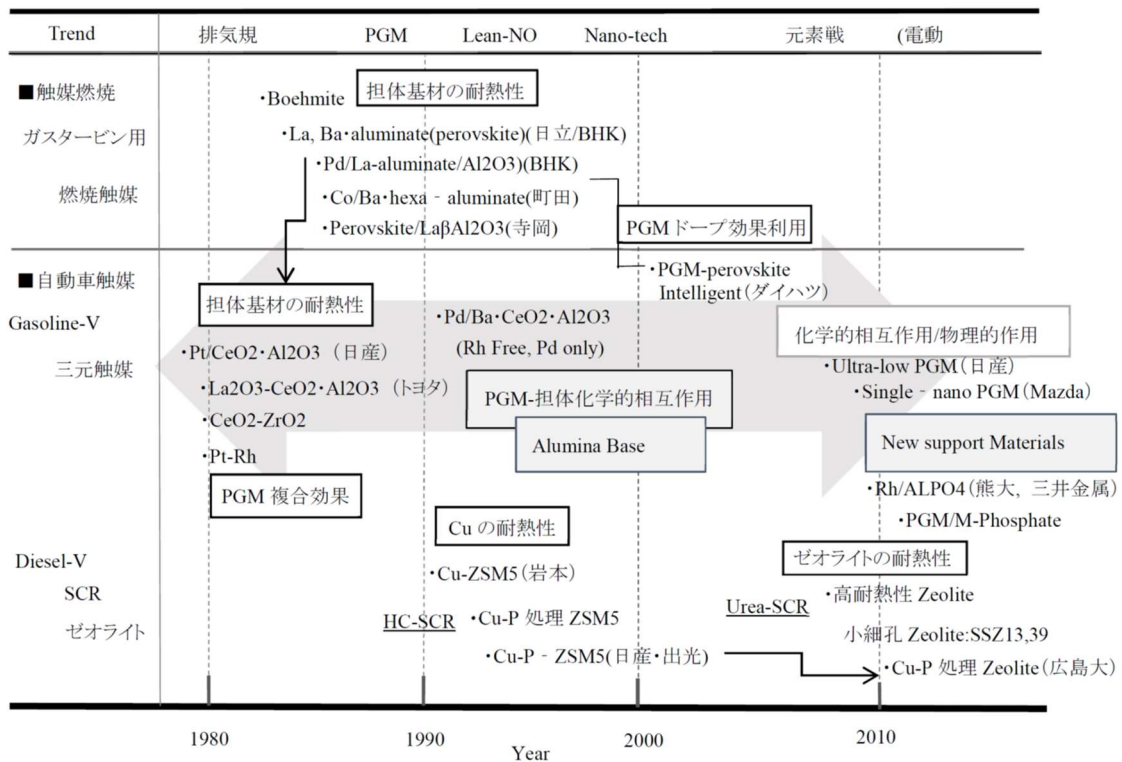 Trend 排気規 PGM Lean-NO Nano-tech 元素戦 (電動
■触媒燃焼
ガスタービン用
燃焼触媒
・Boehmite
担体基材の耐熱性
・La, Ba・aluminate(perovskite)(日立/BHK)
・Pd/La-aluminate/Al2O3)(BHK)
・Co/Ba・hexa‐aluminate(町田)
・Perovskite/LaβAl2O3(寺岡)
PGMドープ効果利用
・PGM-perovskite
Intelligent(ダイハツ)
■自動車触媒
Gasoline-V
三元触媒
担体基材の耐熱性
・Pt/CeO2・Al2O3 (日産)
・La2O3-CeO2・Al2O3 (トヨタ)
・CeO2-ZrO2
・Pt-Rh
PGM 複合効果
・Pd/Ba・CeO2・Al2O3
(Rh Free, Pd only)
PGM-担体化学的相互作用
Alumina Base
化学的相互作用/物理的作用
・Ultra-low PGM(日産)
・Single‐nano PGM(Mazda)
New support Materials
・Rh/ALPO4(熊大, 三井金属)
・PGM/M-Phosphate
Diesel-V
SCR
ゼオライト
Cu の耐熱性
・Cu-ZSM5(岩本)
HC-SCR
・Cu-P 処理 ZSM5
・Cu-P‐ZSM5(日産・出光)
ゼオライトの耐熱性
・高耐熱性 Zeolite
Urea-SCR
小細孔 Zeolite:SSZ13,39
・Cu-P 処理 Zeolite(広島大)
1980 1990 2000 2010
Year